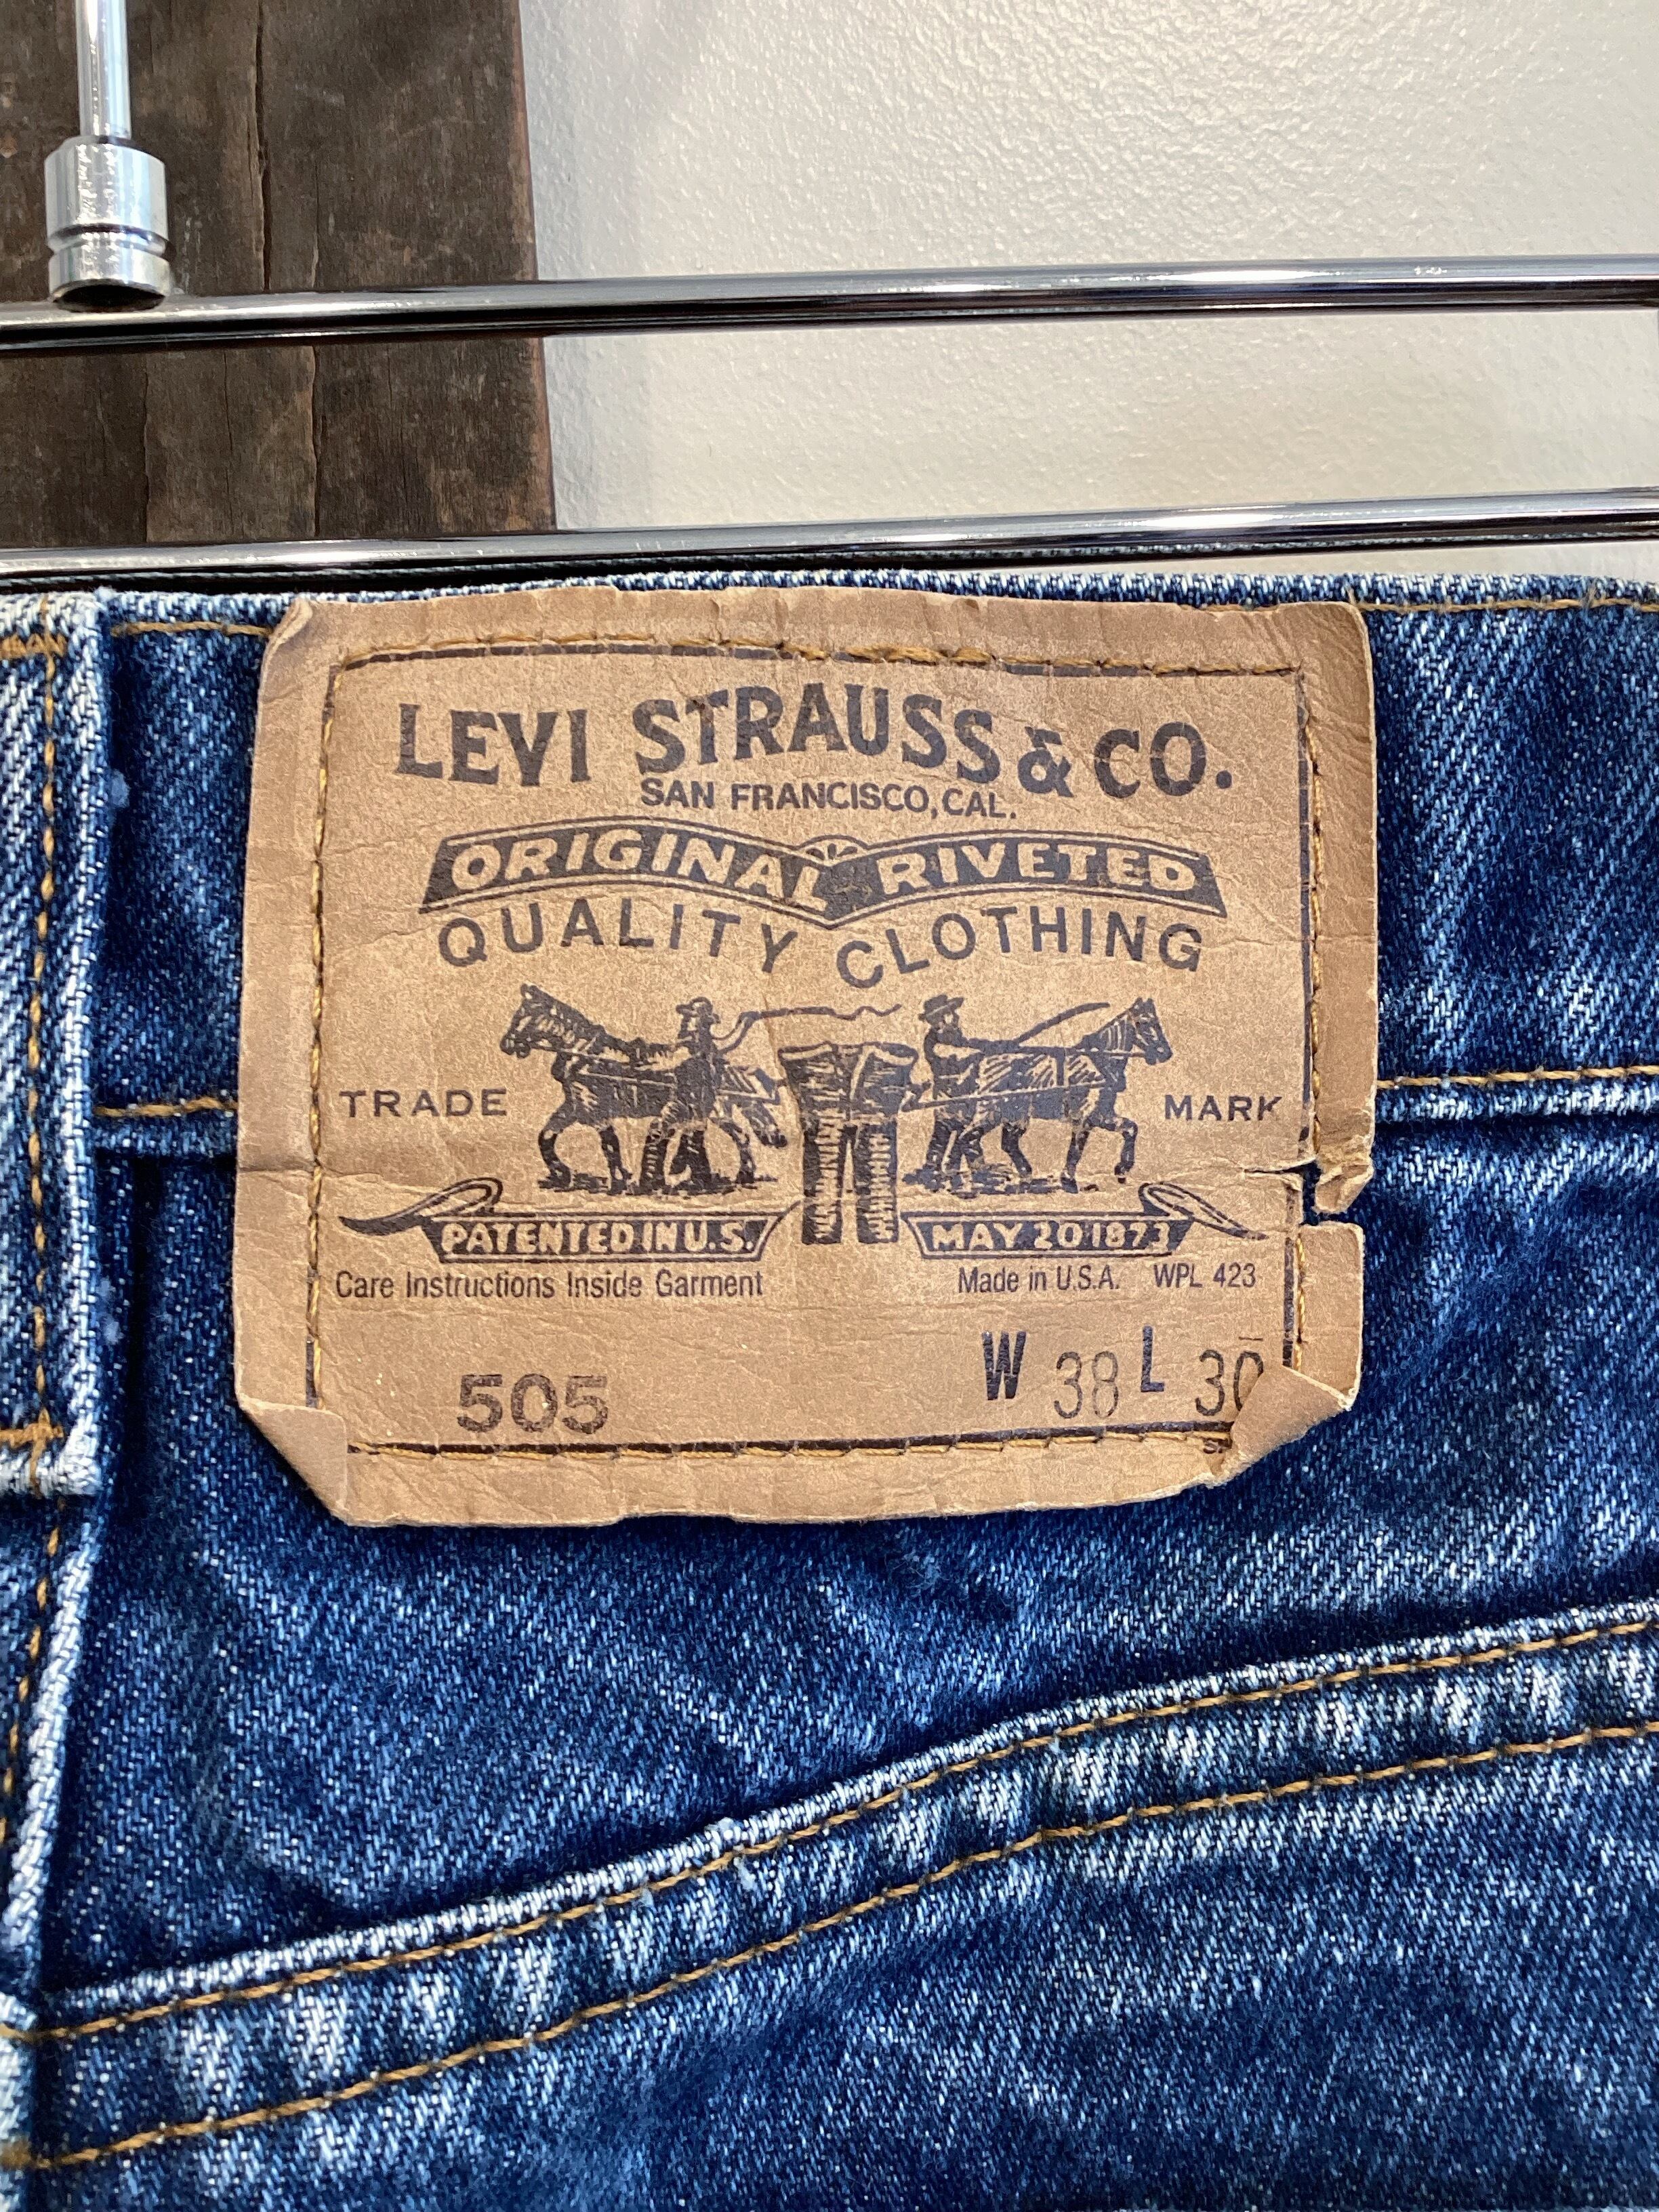 LEVI STRAUSS & CO.
SAN FRANCISCO, CAL.
ORIGINAL RIVETED
QUALITY CLOTHING
TRADE MARK
PATENTED IN U.S. MAY 20 1873
Care Instructions Inside Garment Made in U.S.A. WPL 423
505 W 38 L 30